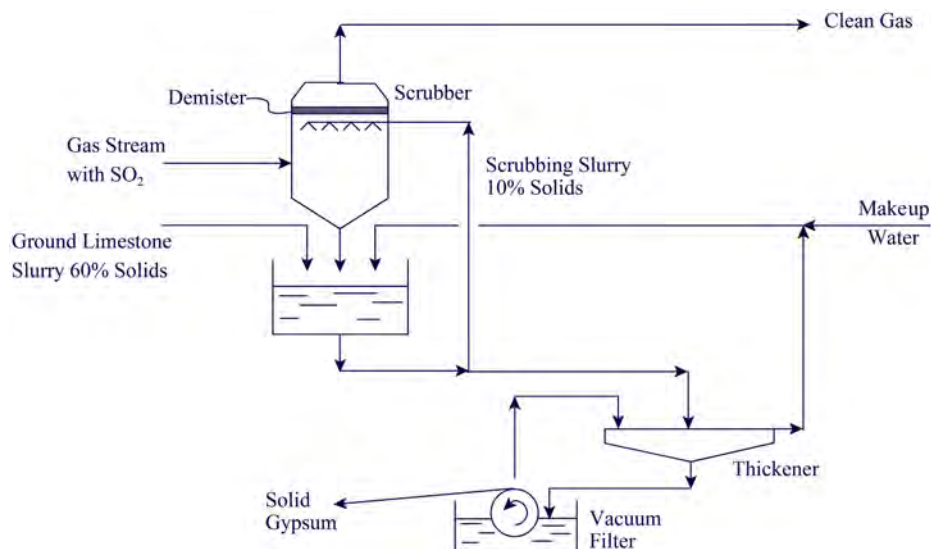 Clean Gas
Demister
Scrubber
Gas Stream
with SO₂
Scrubbing Slurry
10% Solids
Makeup
Water
Ground Limestone
Slurry 60% Solids
Thickener
Solid
Gypsum
Vacuum
Filter